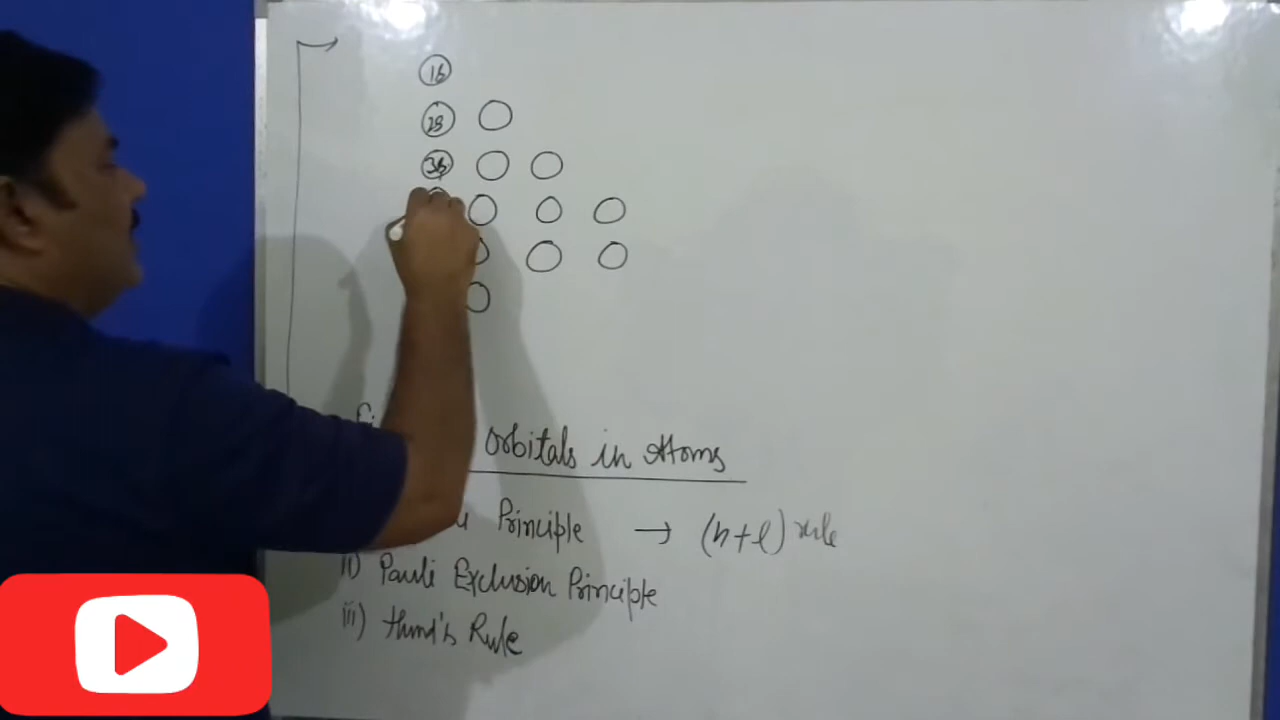 1s
2s
3s
Orbitals in Atoms
Principle → (n+l) rule
ii) Pauli Exclusion Principle
iii) Hund's Rule